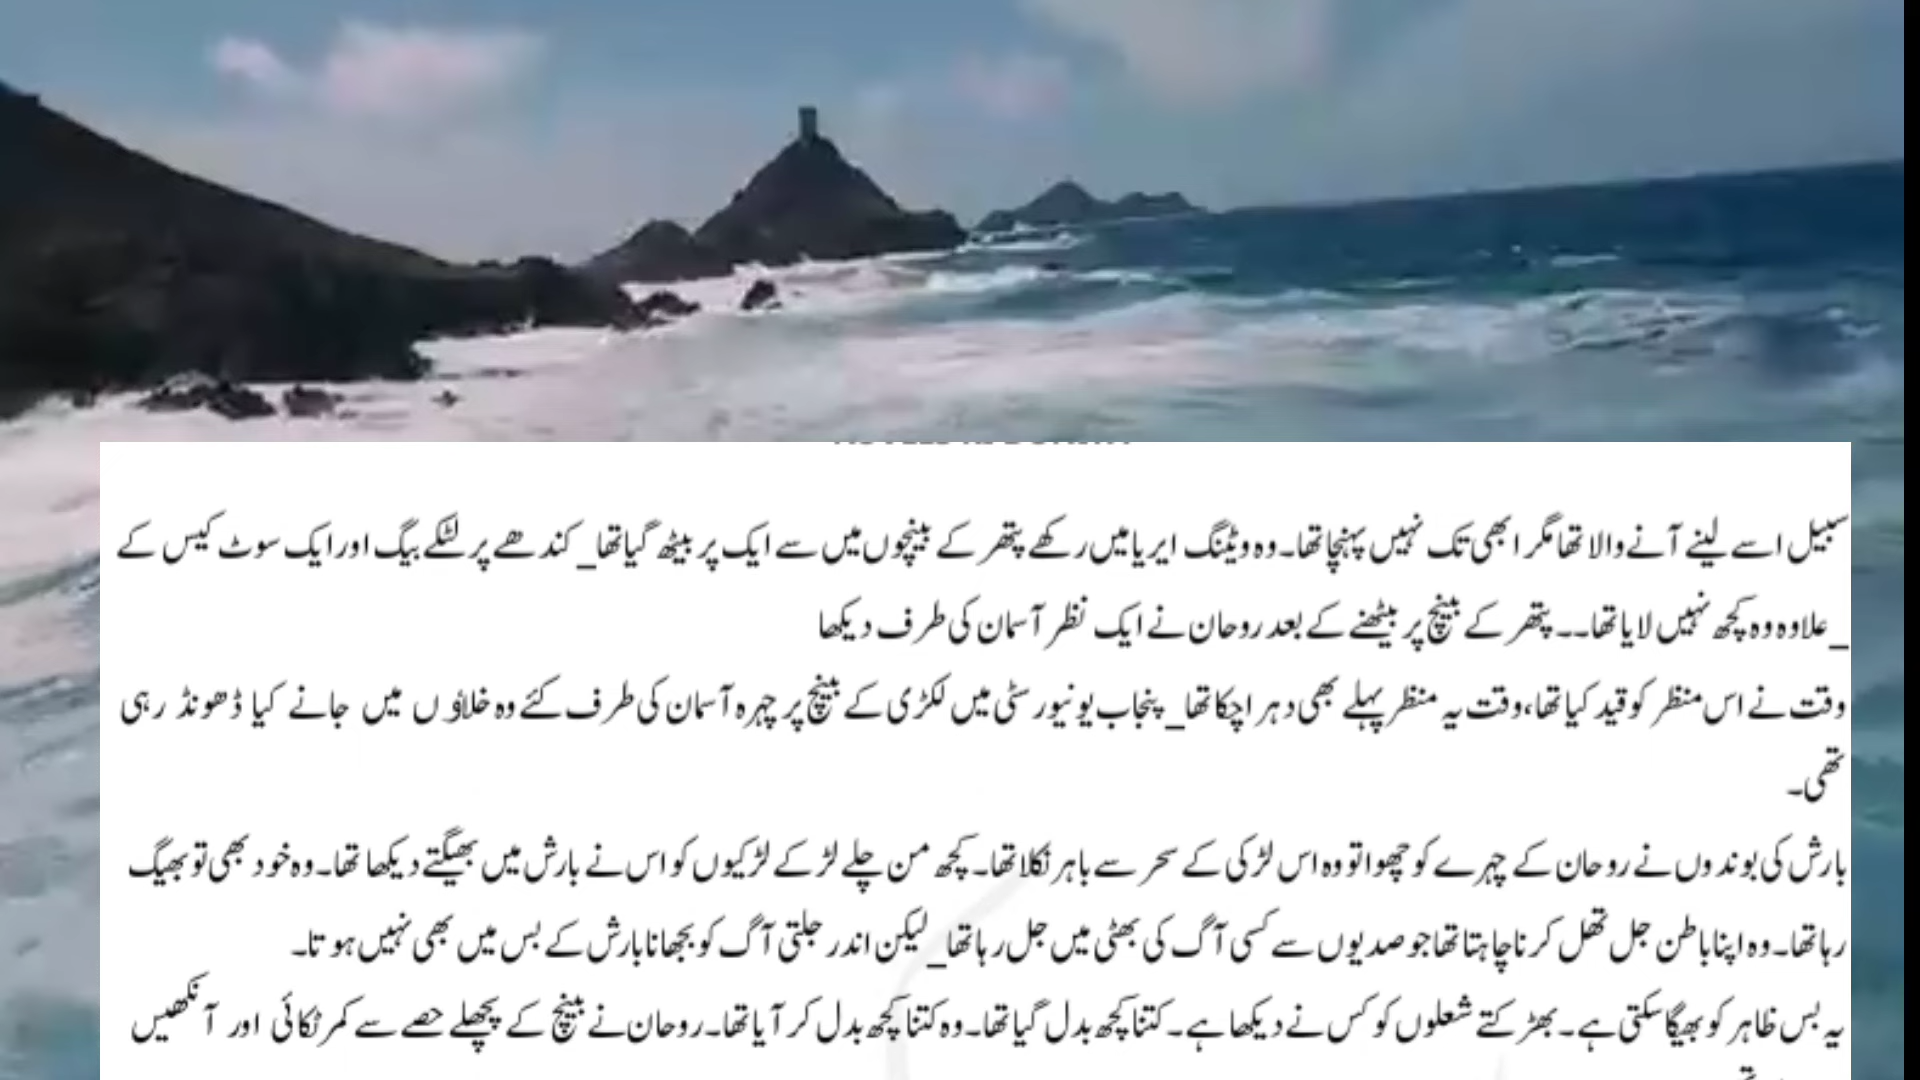 سبیل اسے لینے آنے والا تھا مگر ابھی تک نہیں پہنچا تھا۔ وہ ویٹنگ ایریا میں رکھے پتھر کے بینچوں میں سے ایک پر بیٹھ گیا تھا_ کندھے پر لٹکے بیگ اور ایک سوٹ کیس کے
_علاوہ وہ کچھ نہیں لایا تھا۔۔ پتھر کے بینچ پر بیٹھنے کے بعد روحان نے ایک نظر آسمان کی طرف دیکھا
وقت نے اس منظر کو قید کیا تھا، وقت یہ منظر پہلے بھی دہرا چکا تھا_ پنجاب یونیورسٹی میں لکڑی کے بینچ پر چہرہ آسمان کی طرف کئے وہ خلاؤں میں جانے کیا ڈھونڈ رہی
تھی۔
بارش کی بوندوں نے روحان کے چہرے کو چھوا تو وہ اس لڑکی کے سحر سے باہر نکلا تھا۔ کچھ من چلے لڑکے لڑکیوں کو اس نے بارش میں بھیگتے دیکھا تھا۔ وہ خود بھی تو بھیگ
رہا تھا۔ وہ اپنا باطن جل تھل کرنا چاہتا تھا جو صدیوں سے کسی آگ کی بھٹی میں جل رہا تھا_ لیکن اندر جلتی آگ کو بجھانا بارش کے بس میں بھی نہیں ہوتا۔
یہ بس ظاہر کو بھیگا سکتی ہے۔ بھڑکتے شعلوں کو کس نے دیکھا ہے۔ کتنا کچھ بدل گیا تھا۔ وہ کتنا کچھ بدل کر آیا تھا۔ روحان نے بینچ کے پچھلے حصے سے کمر ٹکائی اور آنکھیں